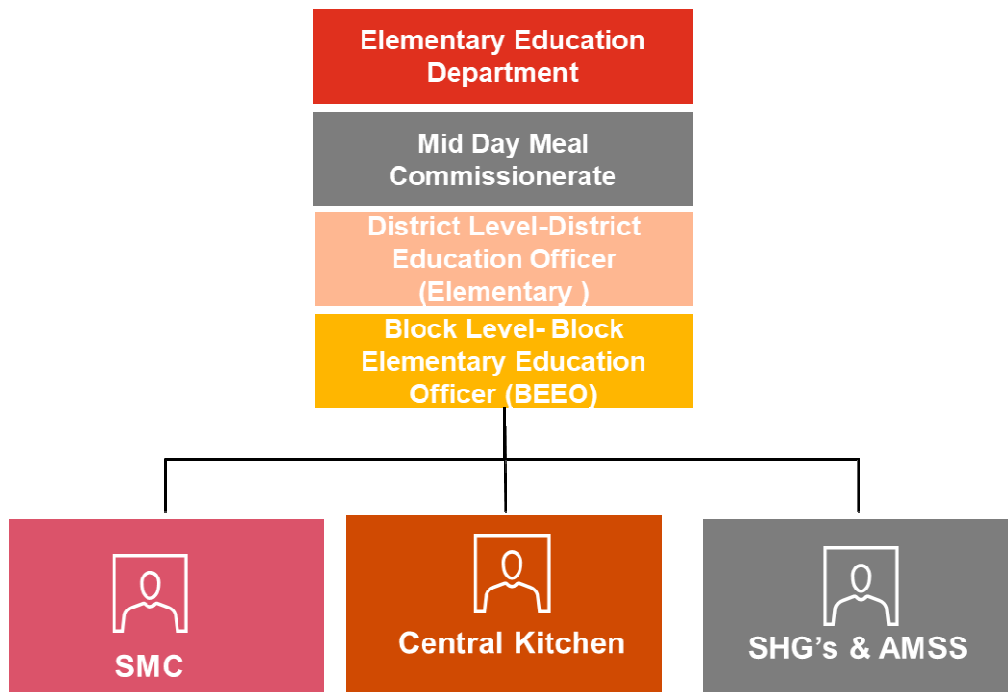 Elementary Education
Department
Mid Day Meal
Commissionerate
District Level-District
Education Officer
(Elementary )
Block Level- Block
Elementary Education
Officer (BEEO)
SMC
Central Kitchen
SHG's & AMSS